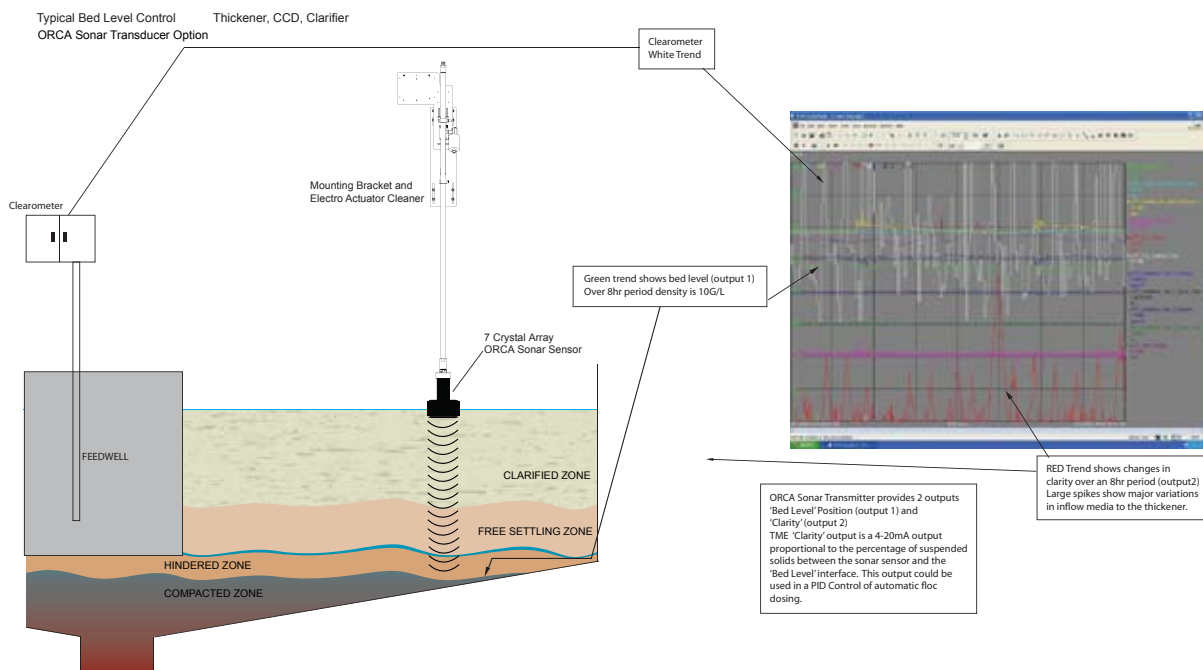 Typical Bed Level Control
Thickener, CCD, Clarifier
ORCA Sonar Transducer Option
Clearometer
White Trend
Mounting Bracket and
Electro Actuator Cleaner
Clearometer
Green trend shows bed level (output 1)
Over 8hr period density is 10G/L
7 Crystal Array
ORCA Sonar Sensor
FEEDWELL
CLARIFIED ZONE
FREE SETTLING ZONE
HINDERED ZONE
COMPACTED ZONE
RED Trend shows changes in
clarity over an 8hr period (output2)
Large spikes show major variations
in inflow media to the thickener.
ORCA Sonar Transmitter provides 2 outputs
'Bed Level' Position (output 1) and
'Clarity' (output 2)
TME 'Clarity' output is a 4-20mA output
proportional to the percentage of suspended
solids between the sonar sensor and the
'Bed Level' interface. This output could be
used in a PID Control of automatic floc
dosing.